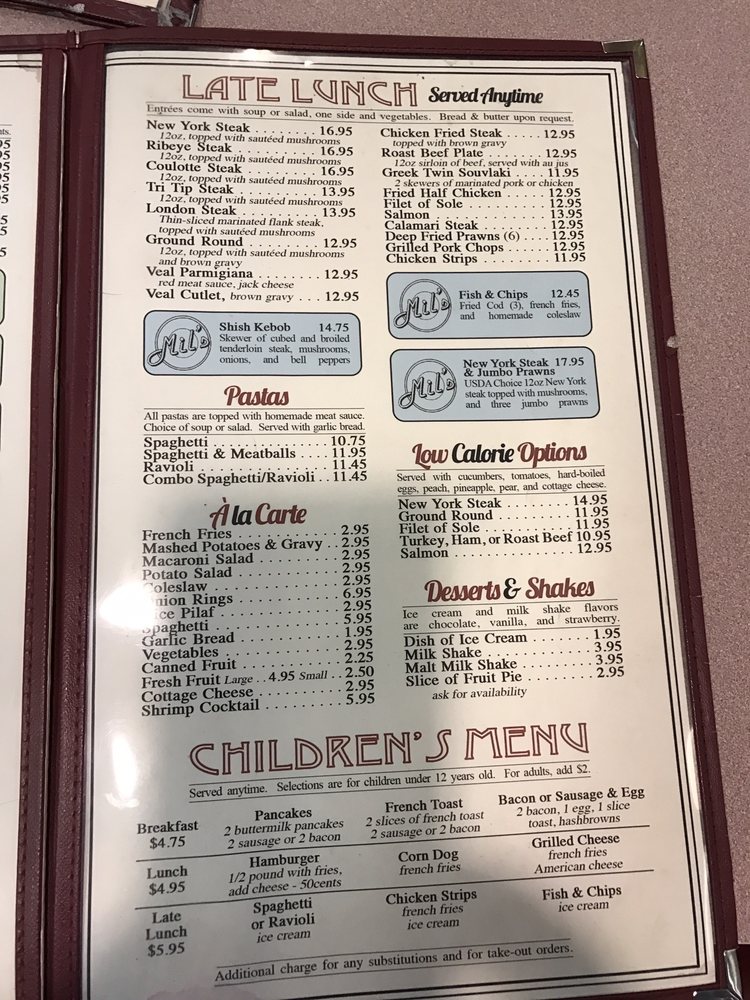 LATE LUNCH Served Anytime
Entrées come with soup or salad, one side and vegetables. Bread & butter upon request.
New York Steak . . . . . . . . 16.95
12oz, topped with sautéed mushrooms
Ribeye Steak . . . . . . . . . 16.95
12oz, topped with sautéed mushrooms
Coulotte Steak . . . . . . . . 16.95
12oz, topped with sautéed mushrooms
Tri Tip Steak . . . . . . . . . 13.95
12oz, topped with sautéed mushrooms
London Steak . . . . . . . . . 13.95
Thin-sliced marinated flank steak,
topped with sautéed mushrooms
Ground Round . . . . . . . . 12.95
12oz, topped with sautéed mushrooms
and brown gravy
Veal Parmigiana . . . . . . . . 12.95
red meat sauce, jack cheese
Veal Cutlet, brown gravy . . . 12.95
Mil's
Shish Kebob 14.75
Skewer of cubed and broiled
tenderloin steak, mushrooms,
onions, and bell peppers
Pastas
All pastas are topped with homemade meat sauce.
Choice of soup or salad. Served with garlic bread.
Spaghetti . . . . . . . . . . . . . 10.75
Spaghetti & Meatballs . . . . 11.95
Ravioli . . . . . . . . . . . . . . . 11.45
Combo Spaghetti/Ravioli . . 11.45
À la Carte
French Fries . . . . . . . . . . . 2.95
Mashed Potatoes & Gravy . . 2.95
Macaroni Salad . . . . . . . . . 2.95
Potato Salad . . . . . . . . . . . 2.95
Coleslaw . . . . . . . . . . . . . 2.95
Onion Rings . . . . . . . . . . . 6.95
Rice Pilaf . . . . . . . . . . . . . 2.95
Spaghetti . . . . . . . . . . . . . 5.95
Garlic Bread . . . . . . . . . . . 1.95
Vegetables . . . . . . . . . . . . 2.95
Canned Fruit . . . . . . . . . . 2.25
Fresh Fruit Large . . 4.95 Small . . 2.50
Cottage Cheese . . . . . . . . . 2.95
Shrimp Cocktail . . . . . . . . 5.95
Chicken Fried Steak . . . . . 12.95
topped with brown gravy
Roast Beef Plate . . . . . . . . 12.95
12oz sirloin of beef, served with au jus
Greek Twin Souvlaki . . . . 11.95
2 skewers of marinated pork or chicken
Fried Half Chicken . . . . . . 12.95
Filet of Sole . . . . . . . . . . . 12.95
Salmon . . . . . . . . . . . . . . 13.95
Calamari Steak . . . . . . . . . 12.95
Deep Fried Prawns (6) . . . . 12.95
Grilled Pork Chops . . . . . . 12.95
Chicken Strips . . . . . . . . . 11.95
Mil's
Fish & Chips 12.45
Fried Cod (3), french fries,
and homemade coleslaw
Mil's
New York Steak 17.95
& Jumbo Prawns
USDA Choice 12oz New York
steak topped with mushrooms,
and three jumbo prawns
Low Calorie Options
Served with cucumbers, tomatoes, hard-boiled
eggs, peach, pineapple, pear, and cottage cheese.
New York Steak . . . . . . . . 14.95
Ground Round . . . . . . . . . 11.95
Filet of Sole . . . . . . . . . . . 11.95
Turkey, Ham, or Roast Beef 10.95
Salmon . . . . . . . . . . . . . . 12.95
Desserts & Shakes
Ice cream and milk shake flavors
are chocolate, vanilla, and strawberry.
Dish of Ice Cream . . . . . . . 1.95
Milk Shake . . . . . . . . . . . . 3.95
Malt Milk Shake . . . . . . . . 3.95
Slice of Fruit Pie . . . . . . . . 2.95
ask for availability
CHILDREN'S MENU
Served anytime. Selections are for children under 12 years old. For adults, add $2.
Breakfast
$4.75
Pancakes
2 buttermilk pancakes
2 sausage or 2 bacon
French Toast
2 slices of french toast
2 sausage or 2 bacon
Bacon or Sausage & Egg
2 bacon, 1 egg, 1 slice
toast, hashbrowns
Lunch
$4.95
Hamburger
1/2 pound with fries,
add cheese - 50cents
Corn Dog
french fries
Grilled Cheese
french fries
American cheese
Late
Lunch
$5.95
Spaghetti
or Ravioli
ice cream
Chicken Strips
french fries
ice cream
Fish & Chips
ice cream
Additional charge for any substitutions and for take-out orders.